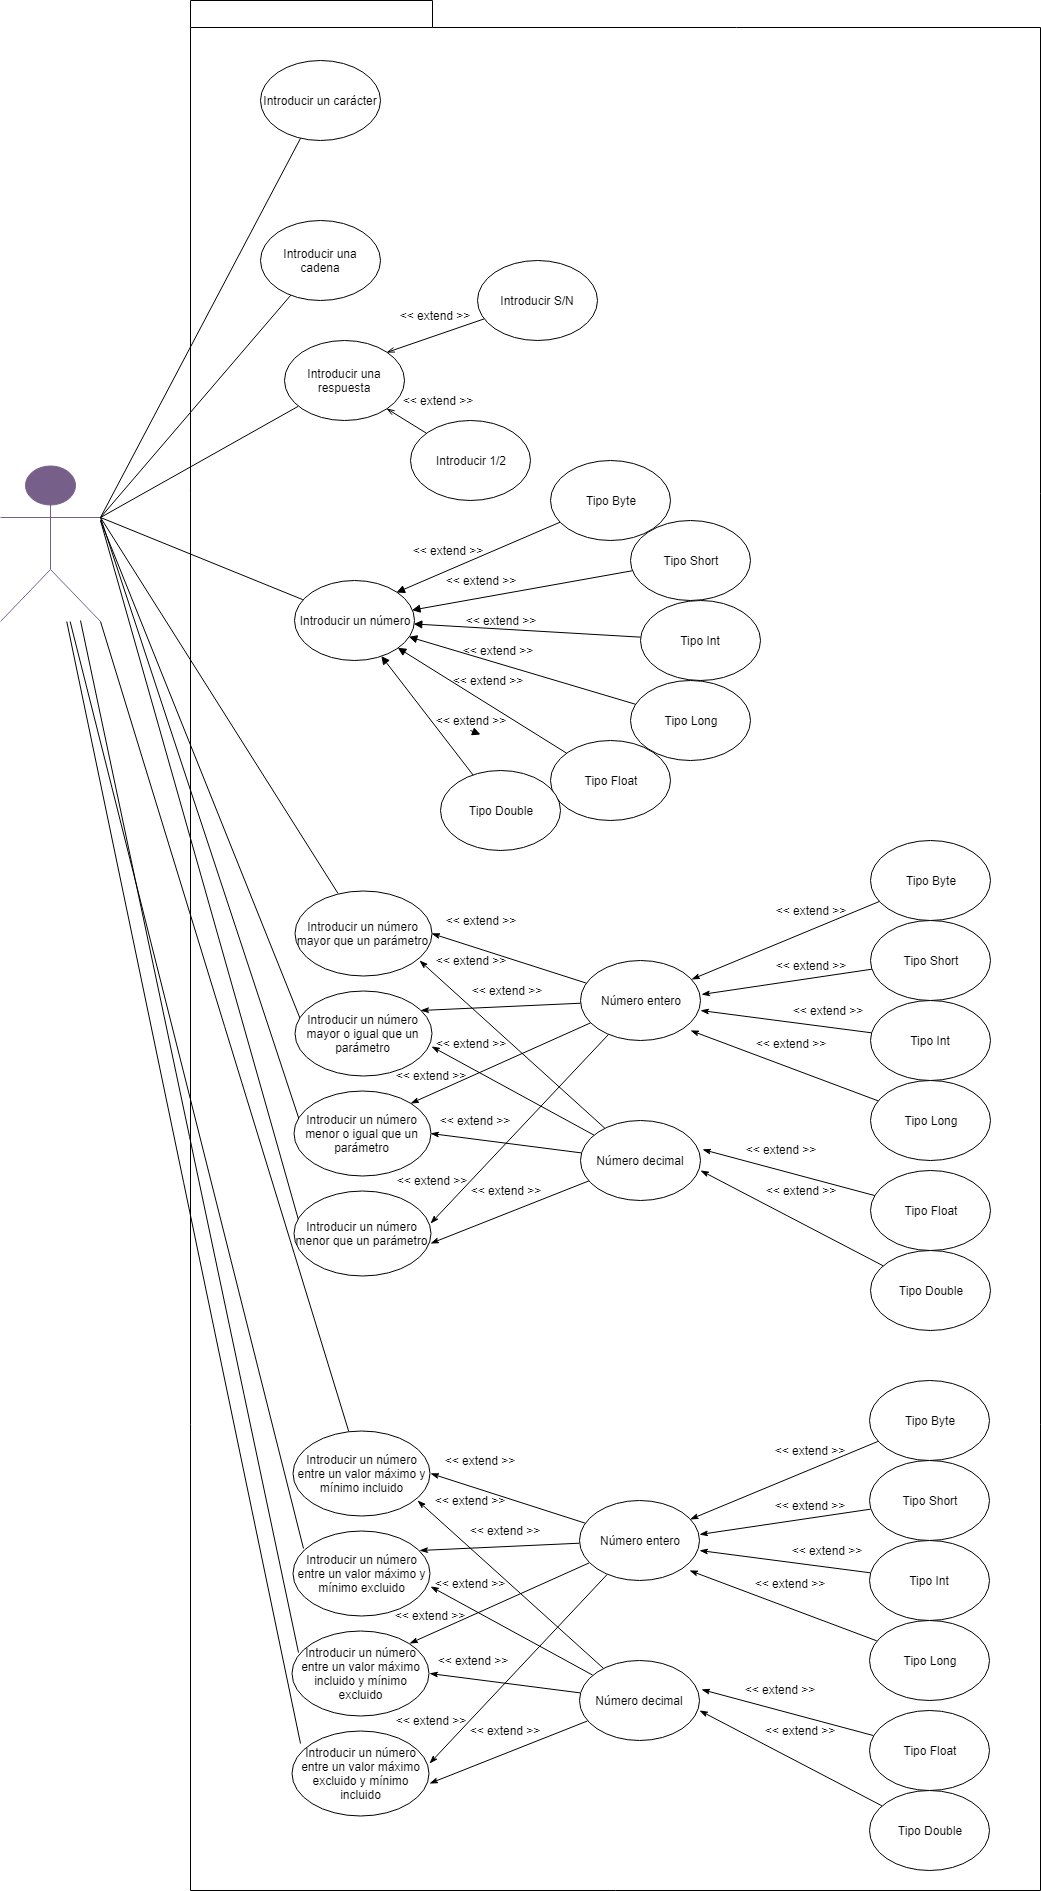 Introducir un carácter
Introducir una
cadena
Introducir S/N
<< extend >>
Introducir una
respuesta
<< extend >>
Introducir 1/2
Tipo Byte
<< extend >>
Tipo Short
<< extend >>
Introducir un número
<< extend >>
Tipo Int
<< extend >>
<< extend >>
Tipo Long
<< extend >>
Tipo Float
Tipo Double
Tipo Byte
<< extend >>
<< extend >>
Introducir un número
mayor que un parámetro
<< extend >>
<< extend >>
Tipo Short
<< extend >>
Número entero
<< extend >>
Introducir un número
mayor o igual que un
parámetro
<< extend >>
<< extend >>
Tipo Int
<< extend >>
Introducir un número
menor o igual que un
parámetro
<< extend >>
Tipo Long
<< extend >>
Número decimal
<< extend >>
<< extend >>
<< extend >>
Tipo Float
Introducir un número
menor que un parámetro
Tipo Double
Tipo Byte
<< extend >>
<< extend >>
Introducir un número
entre un valor máximo y
mínimo incluido
<< extend >>
<< extend >>
Tipo Short
<< extend >>
Número entero
<< extend >>
Introducir un número
entre un valor máximo y
mínimo excluido
<< extend >>
<< extend >>
Tipo Int
<< extend >>
Introducir un número
entre un valor máximo
incluido y mínimo
excluido
<< extend >>
Tipo Long
<< extend >>
Número decimal
<< extend >>
<< extend >>
<< extend >>
Tipo Float
Introducir un número
entre un valor máximo
excluido y mínimo
incluido
Tipo Double